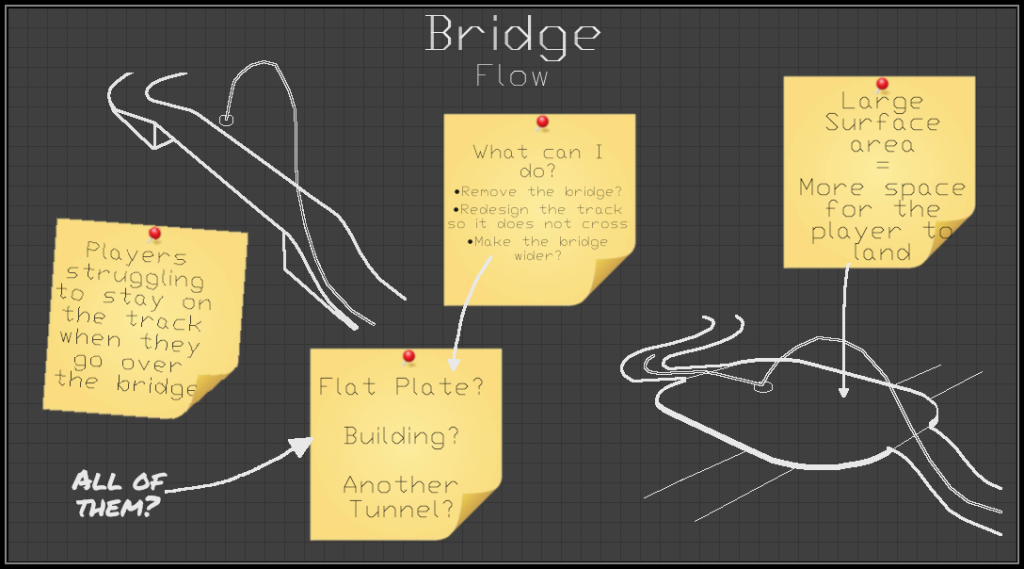 Bridge
Flow
Players
struggling
to stay on
the track
when they
go over
the bridge
What can I
do?
•Remove the bridge?
•Redesign the track
so it does not cross
•Make the bridge
wider?
Large
Surface
area
=
More space
for the
player to
land
Flat Plate?
Building?
Another
Tunnel?
ALL OF
THEM?